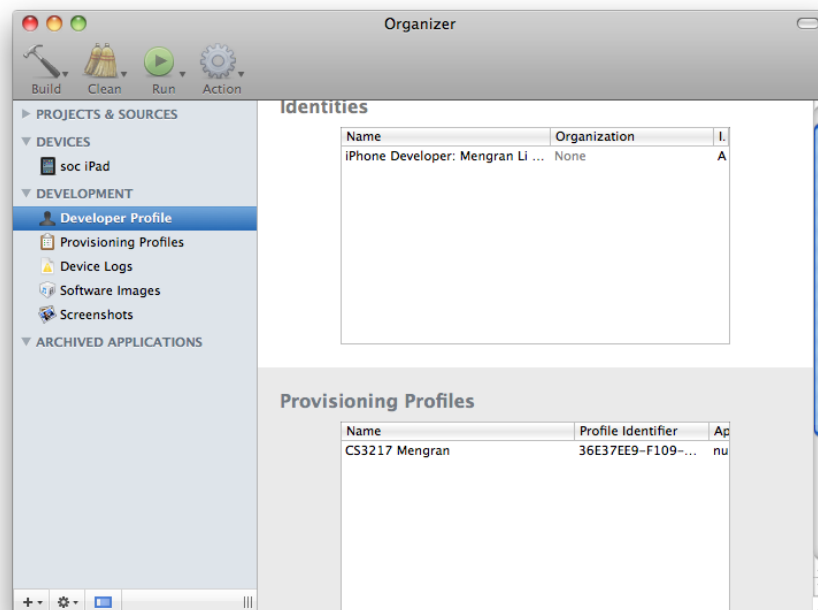 Organizer
Build Clean Run Action
PROJECTS & SOURCES
DEVICES
soc iPad
DEVELOPMENT
Developer Profile
Provisioning Profiles
Device Logs
Software Images
Screenshots
ARCHIVED APPLICATIONS
Identities
Name Organization I.
iPhone Developer: Mengran Li ... None A
Provisioning Profiles
Name Profile Identifier Ap
CS3217 Mengran 36E37EE9-F109-... nu